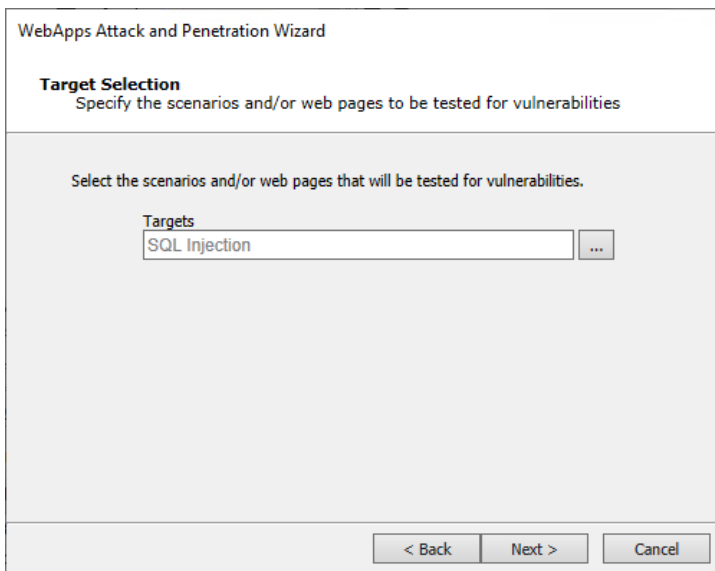 WebApps Attack and Penetration Wizard
Target Selection
Specify the scenarios and/or web pages to be tested for vulnerabilities
Select the scenarios and/or web pages that will be tested for vulnerabilities.
Targets
SQL Injection
...
< Back
Next >
Cancel